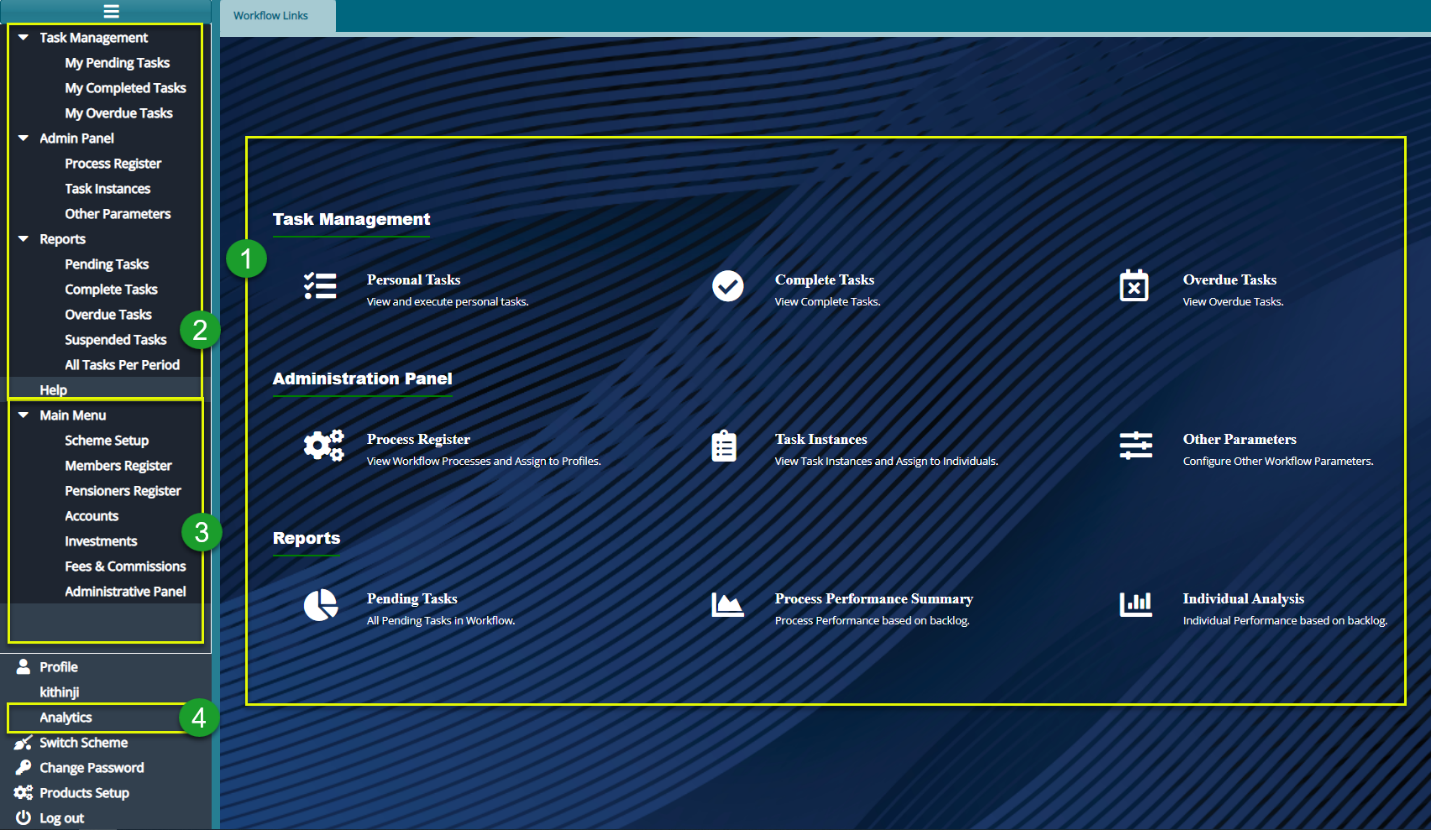 Task Management
My Pending Tasks
My Completed Tasks
My Overdue Tasks
Admin Panel
Process Register
Task Instances
Other Parameters
Reports
Pending Tasks
Complete Tasks
Overdue Tasks
Suspended Tasks
All Tasks Per Period
2
Help
Main Menu
Scheme Setup
Members Register
Pensioners Register
Accounts
Investments
Fees & Commissions
Administrative Panel
3
Profile
kithinji
Analytics
4
Switch Scheme
Change Password
Products Setup
Log out
Workflow Links
1
Task Management
Personal Tasks
View and execute personal tasks.
Complete Tasks
View Complete Tasks.
Overdue Tasks
View Overdue Tasks.
Administration Panel
Process Register
View Workflow Processes and Assign to Profiles.
Task Instances
View Task Instances and Assign to Individuals.
Other Parameters
Configure Other Workflow Parameters.
Reports
Pending Tasks
All Pending Tasks in Workflow.
Process Performance Summary
Process Performance based on backlog.
Individual Analysis
Individual Performance based on backlog.